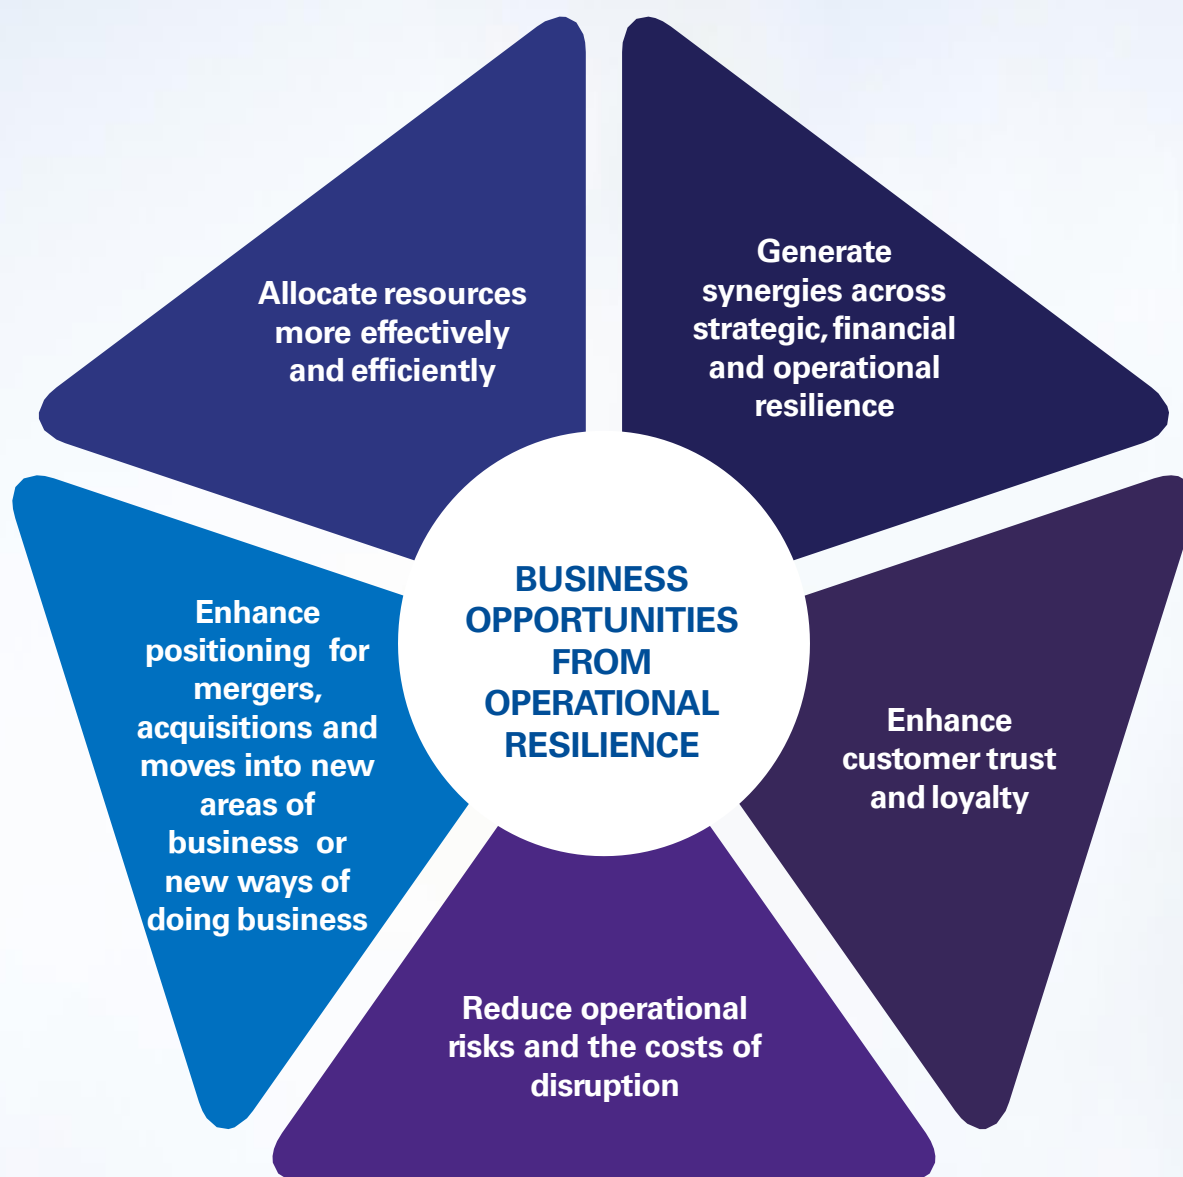 Allocate resources
more effectively
and efficiently
Generate
synergies across
strategic, financial
and operational
resilience
Enhance
customer trust
and loyalty
Reduce operational
risks and the costs of
disruption
Enhance
positioning for
mergers,
acquisitions and
moves into new
areas of
business or
new ways of
doing business
BUSINESS
OPPORTUNITIES
FROM
OPERATIONAL
RESILIENCE